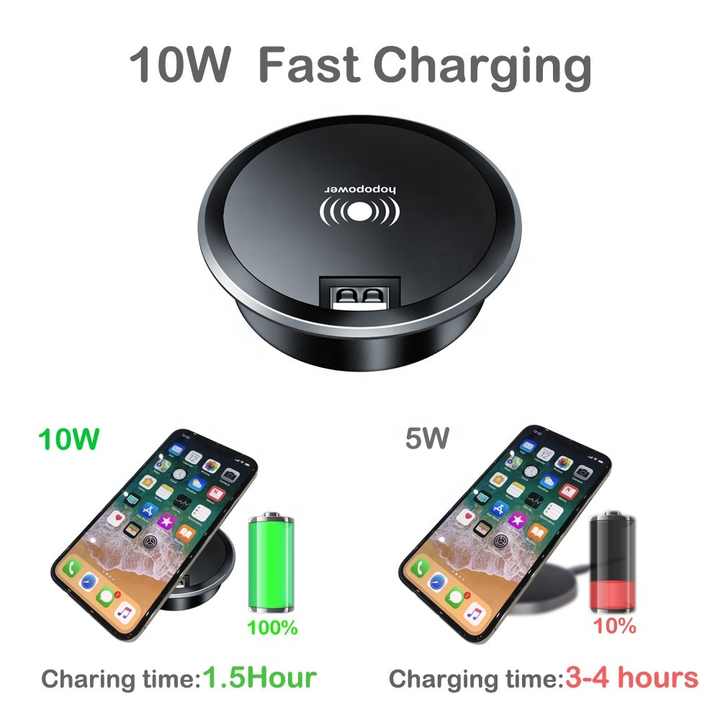 10W Fast Charging
hopopower
10W
5W
100%
10%
Charing time:1.5Hour
Charging time:3-4 hours